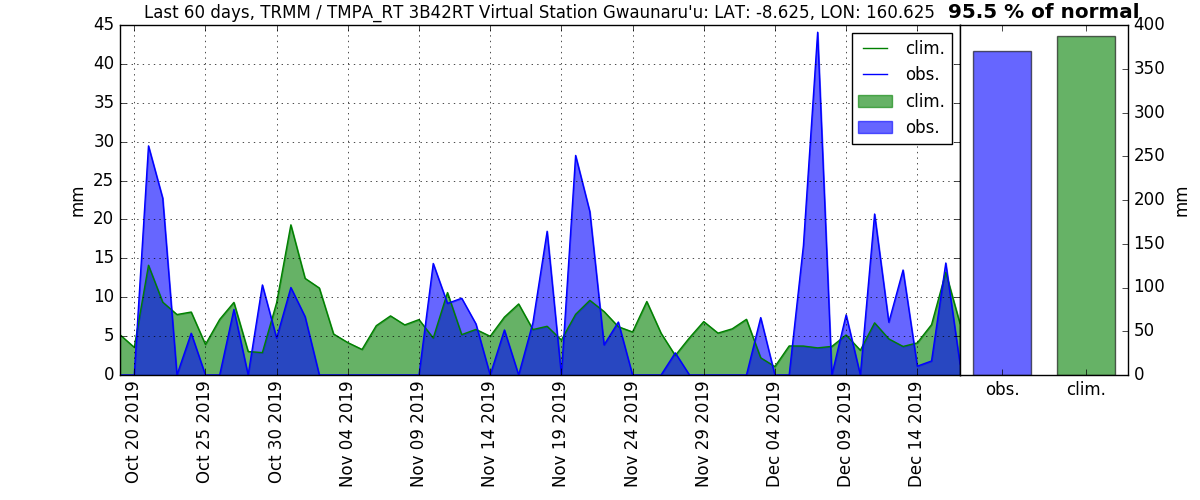 Last 60 days, TRMM / TMPA_RT 3B42RT Virtual Station Gwaunaru'u: LAT: -8.625, LON: 160.625 95.5 % of normal
45
40
35
30
25
20
15
10
5
0
mm
clim.
obs.
clim.
obs.
400
350
300
250
200
150
100
50
0
mm
obs. clim.
Oct 20 2019
Oct 25 2019
Oct 30 2019
Nov 04 2019
Nov 09 2019
Nov 14 2019
Nov 19 2019
Nov 24 2019
Nov 29 2019
Dec 04 2019
Dec 09 2019
Dec 14 2019